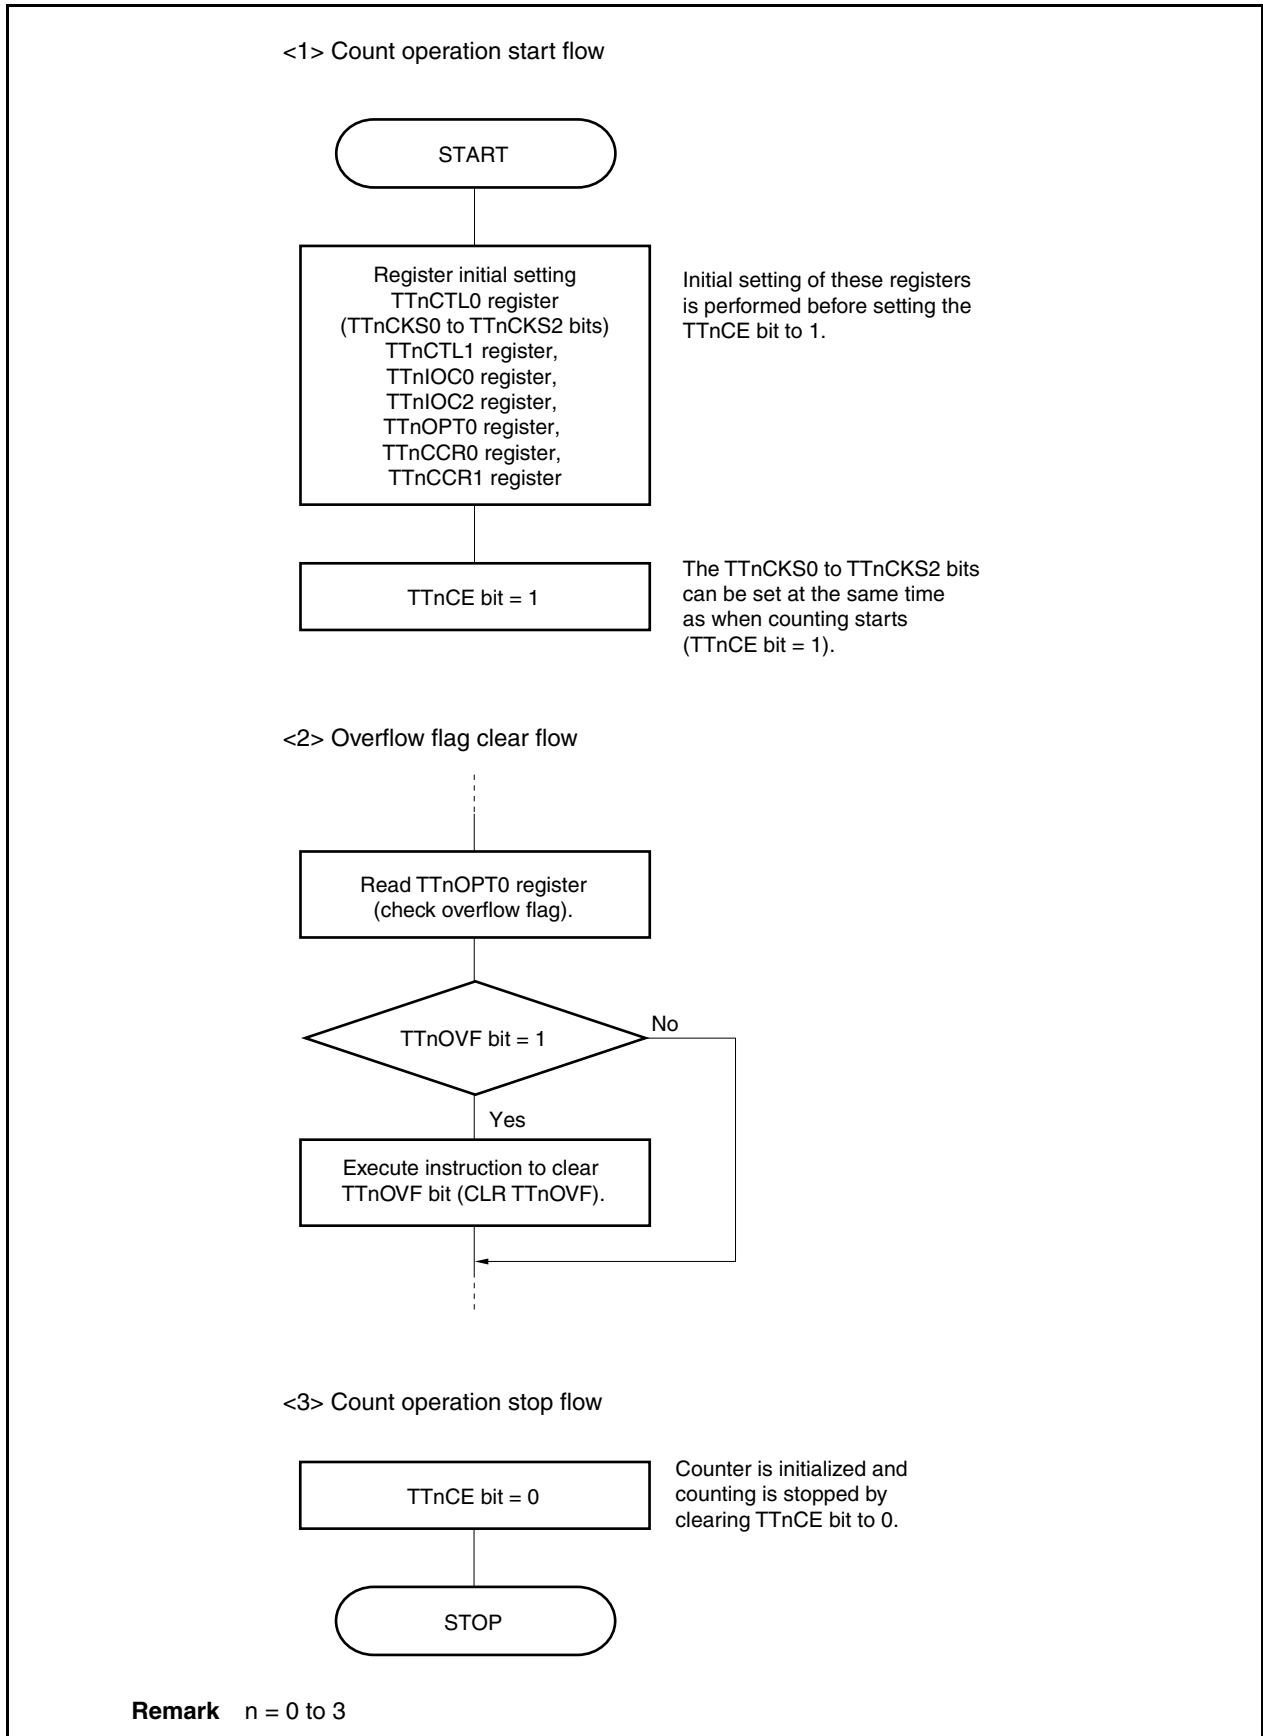 <1> Count operation start flow
START
Register initial setting
TTnCTL0 register
(TTnCKS0 to TTnCKS2 bits)
TTnCTL1 register,
TTnIOC0 register,
TTnIOC2 register,
TTnOPT0 register,
TTnCCR0 register,
TTnCCR1 register
Initial setting of these registers
is performed before setting the
TTnCE bit to 1.
TTnCE bit = 1
The TTnCKS0 to TTnCKS2 bits
can be set at the same time
as when counting starts
(TTnCE bit = 1).
<2> Overflow flag clear flow
Read TTnOPT0 register
(check overflow flag).
TTnOVF bit = 1
No
Yes
Execute instruction to clear
TTnOVF bit (CLR TTnOVF).
<3> Count operation stop flow
TTnCE bit = 0
Counter is initialized and
counting is stopped by
clearing TTnCE bit to 0.
STOP
Remark n = 0 to 3